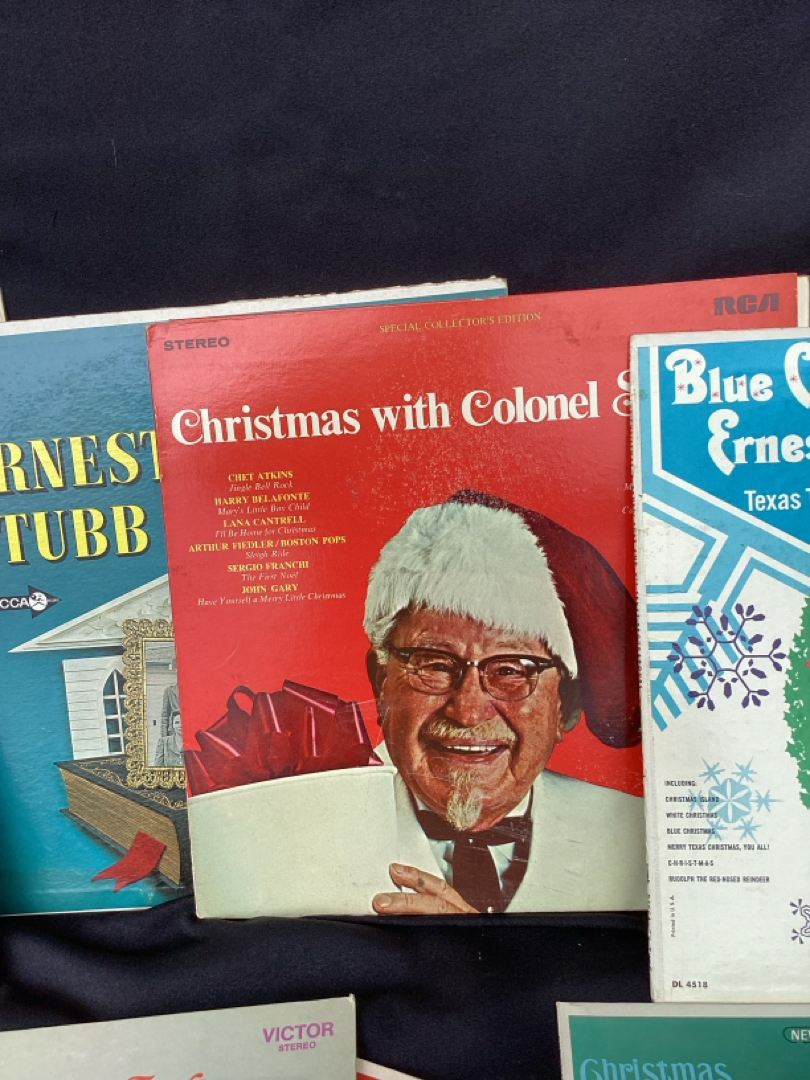 RNEST
TUBB
CCA
STEREO
SPECIAL COLLECTOR'S EDITION
RCA
Christmas with Colonel S
CHET ATKINS
Jingle Bell Rock
HARRY BELAFONTE
Mary's Little Boy Child
LANA CANTRELL
I'll Be Home for Christmas
ARTHUR FIEDLER/BOSTON POPS
Sleigh Ride
SERGIO FRANCHI
The First Noel
JOHN GARY
Have Yourself a Merry Little Christmas
Blue C
Ernes
Texas T
INCLUDING:
CHRISTMAS ISLAND
WHITE CHRISTMAS
BLUE CHRISTMAS
MERRY TEXAS CHRISTMAS, YOU ALL!
C-H-R-I-S-T-M-A-S
RUDOLPH THE RED-NOSED REINDEER
Printed in U.S.A.
DL 4518
VICTOR
STEREO
NE
Christmas